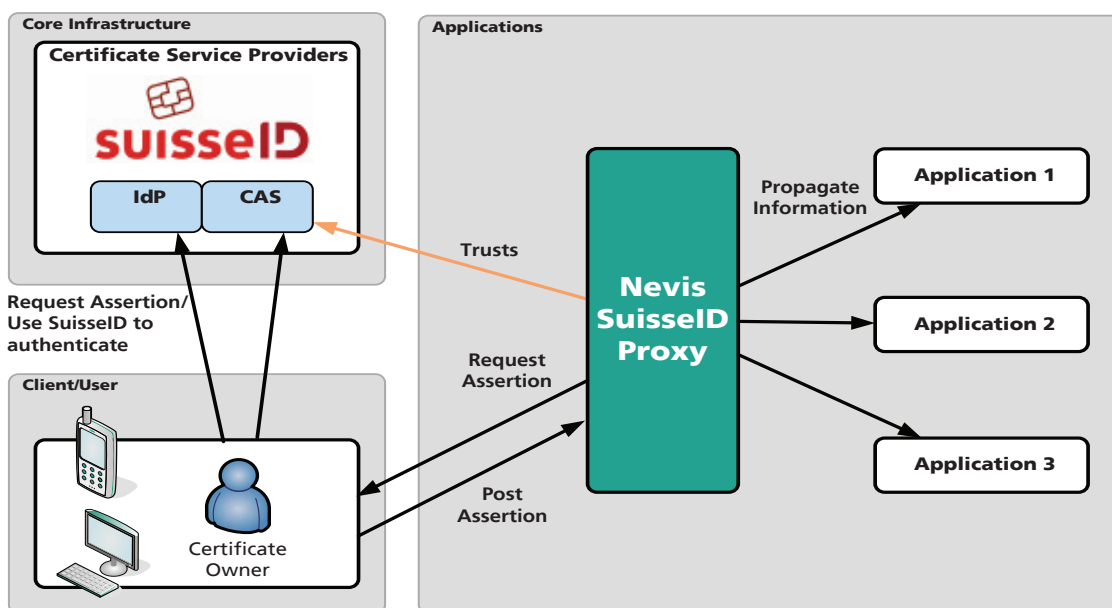 Core Infrastructure
Certificate Service Providers
suisseID
IdP
CAS
Request Assertion/
Use SuisseID to
authenticate
Client/User
Certificate
Owner
Applications
Trusts
Request
Assertion
Post
Assertion
Nevis
SuisseID
Proxy
Propagate
Information
Application 1
Application 2
Application 3